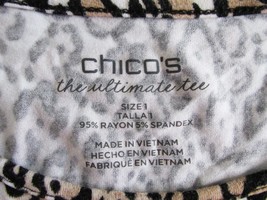 chico's
the ultimate tee
SIZE 1
TALLA 1
95% RAYON 5% SPANDEX
MADE IN VIETNAM
HECHO EN VIETNAM
FABRIQUÉ EN VIETNAM